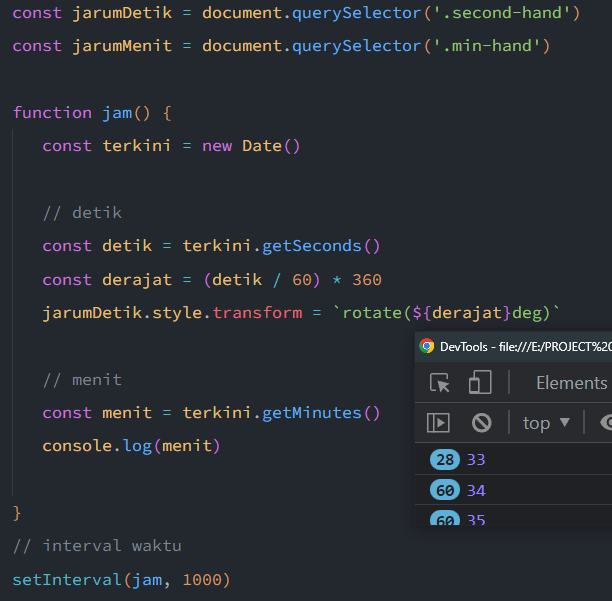 const jarumDetik = document.querySelector('.second-hand')
const jarumMenit = document.querySelector('.min-hand')
function jam() {
const terkini = new Date()
// detik
const detik = terkini.getSeconds()
const derajat = (detik / 60) * 360
jarumDetik.style.transform = `rotate(${derajat}deg)`
// menit
const menit = terkini.getMinutes()
console.log(menit)
}
// interval waktu
setInterval(jam, 1000)
DevTools - file:///E:/PROJECT%20
Elements
top ▼
28 33
60 34
60 35